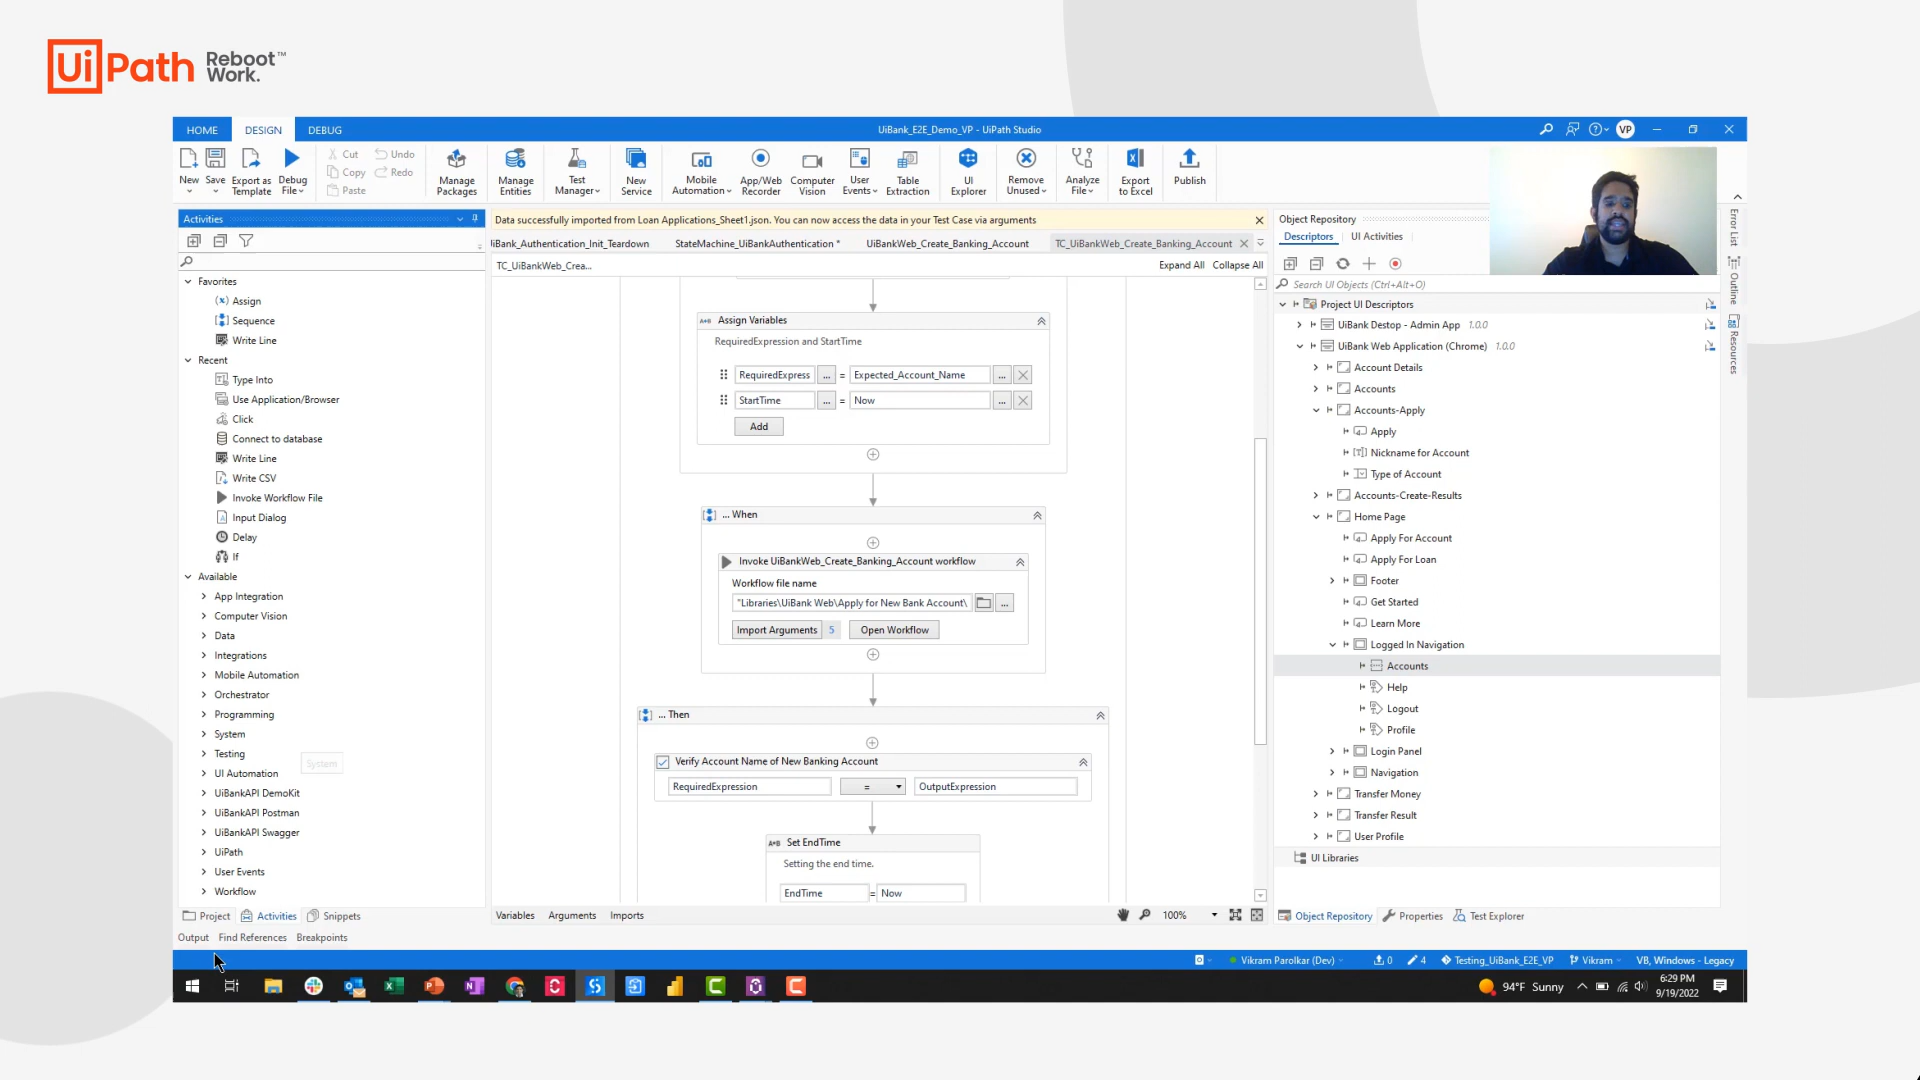 UiPath Reboot Work.™
HOME DESIGN DEBUG
UiBank_E2E_Demo_VP - UiPath Studio
VP
New Save Export as Template Debug File
Cut Copy Paste Undo Redo
Manage Packages
Manage Entities
Test Manager
New Service
Mobile Automation
App/Web Recorder
Computer Vision
User Events
Table Extraction
UI Explorer
Remove Unused
Analyze File
Export to Excel
Publish
Activities
Favorites
Assign
Sequence
Write Line
Recent
Type Into
Use Application/Browser
Click
Connect to database
Write Line
Write CSV
Invoke Workflow File
Input Dialog
Delay
If
Available
App Integration
Computer Vision
Data
Integrations
Mobile Automation
Orchestrator
Programming
System
Testing
System
UI Automation
UiBankAPI DemoKit
UiBankAPI Postman
UiBankAPI Swagger
UiPath
User Events
Workflow
Project Activities Snippets
Output Find References Breakpoints
Data successfully imported from Loan Applications_Sheet1.json. You can now access the data in your Test Case via arguments
iBank_Authentication_Init_Teardown StateMachine_UiBankAuthentication * UiBankWeb_Create_Banking_Account TC_UiBankWeb_Create_Banking_Account
TC_UiBankWeb_Crea... Expand All Collapse All
Assign Variables
RequiredExpression and StartTime
RequiredExpress ... = Expected_Account_Name ...
StartTime ... = Now ...
Add
... When
Invoke UiBankWeb_Create_Banking_Account workflow
Workflow file name
"Libraries\UiBank Web\Apply for New Bank Account\ ...
Import Arguments 5 Open Workflow
... Then
Verify Account Name of New Banking Account
RequiredExpression = OutputExpression
A*B Set EndTime
Setting the end time.
EndTime = Now
Variables Arguments Imports 100%
Object Repository
Descriptors UI Activities
Search UI Objects (Ctrl+Alt+O)
Project UI Descriptors
UiBank Destop - Admin App 1.0.0
UiBank Web Application (Chrome) 1.0.0
Account Details
Accounts
Accounts-Apply
Apply
Nickname for Account
Type of Account
Accounts-Create-Results
Home Page
Apply For Account
Apply For Loan
Footer
Get Started
Learn More
Logged In Navigation
Accounts
Help
Logout
Profile
Login Panel
Navigation
Transfer Money
Transfer Result
User Profile
UI Libraries
Object Repository Properties Test Explorer
Error List
Outline
Resources
Vikram Parolkar (Dev) 0 4 Testing_UiBank_E2E_VP Vikram VB, Windows - Legacy
94°F Sunny
6:29 PM
9/19/2022